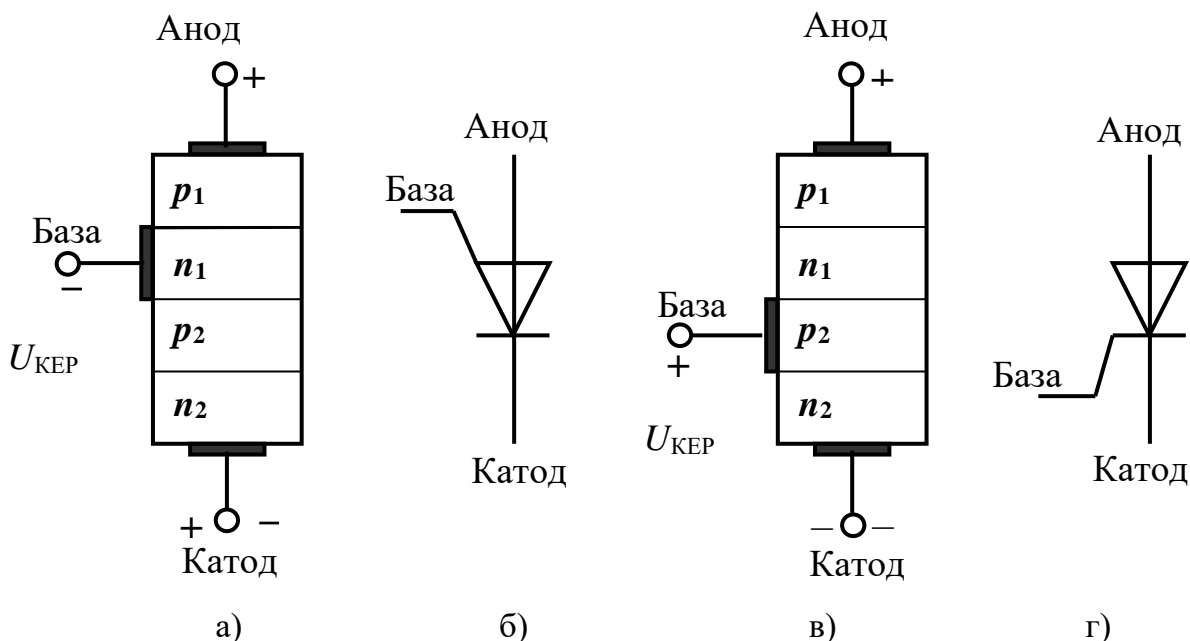 Анод
+
p1
База
n1
−
p2
UКЕР
n2
+ −
Катод
а)
Анод
База
Катод
б)
Анод
+
p1
n1
База
p2
+
n2
UКЕР
− −
Катод
в)
Анод
База
Катод
г)